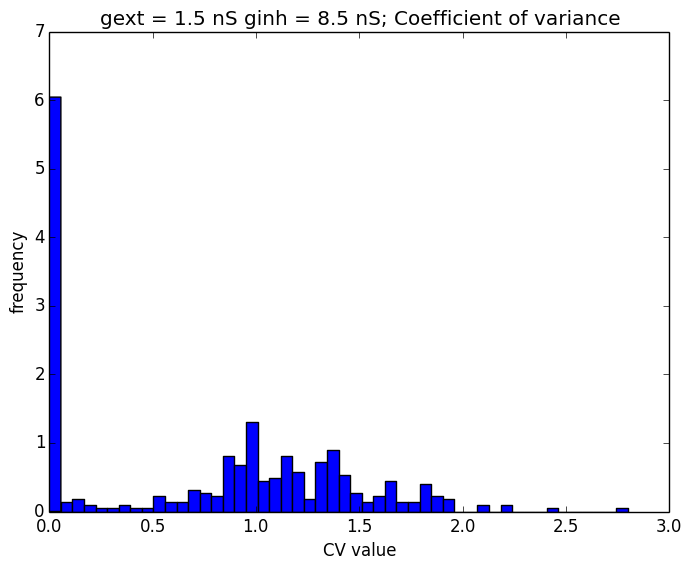 gext = 1.5 nS ginh = 8.5 nS; Coefficient of variance
7
6
5
4
3
2
1
0
frequency
0.0 0.5 1.0 1.5 2.0 2.5 3.0
CV value